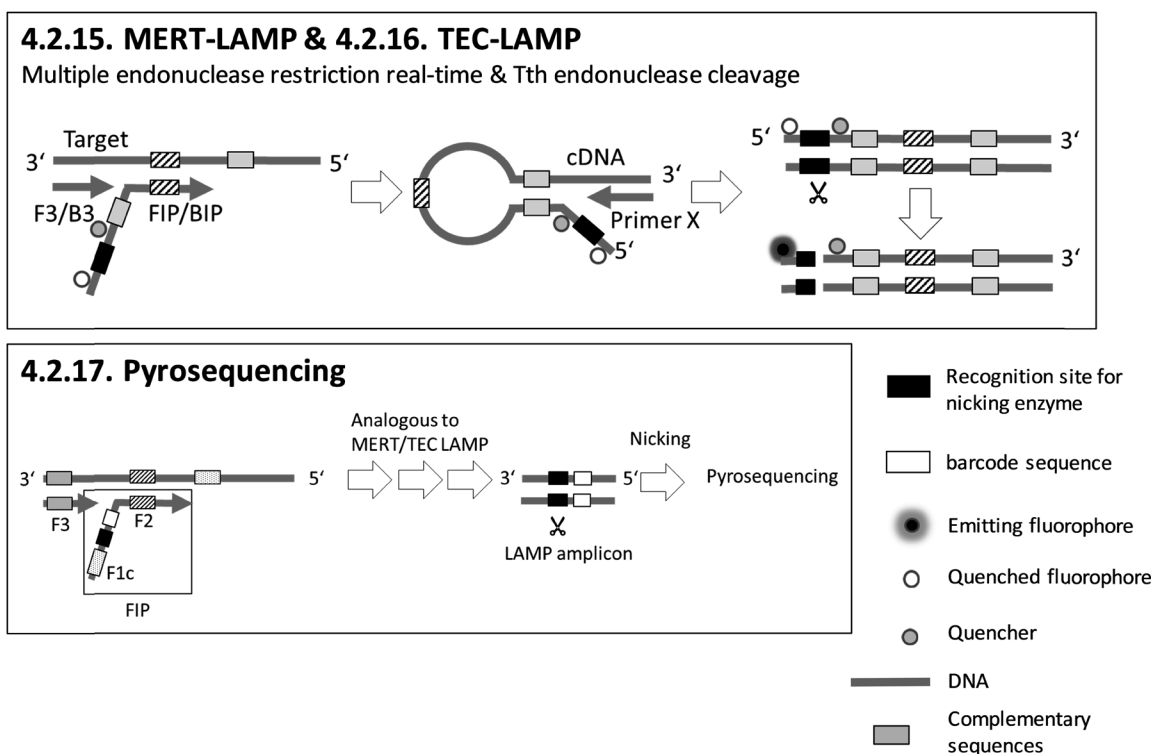 4.2.15. MERT-LAMP & 4.2.16. TEC-LAMP
Multiple endonuclease restriction real-time & Tth endonuclease cleavage
Target
3‘
5‘
F3/B3
FIP/BIP
cDNA
3‘
Primer X
5‘
5‘
3‘
3‘
4.2.17. Pyrosequencing
3‘
5‘
F3
F2
F1c
FIP
Analogous to
MERT/TEC LAMP
3‘
5‘
LAMP amplicon
Nicking
Pyrosequencing
Recognition site for
nicking enzyme
barcode sequence
Emitting fluorophore
Quenched fluorophore
Quencher
DNA
Complementary
sequences